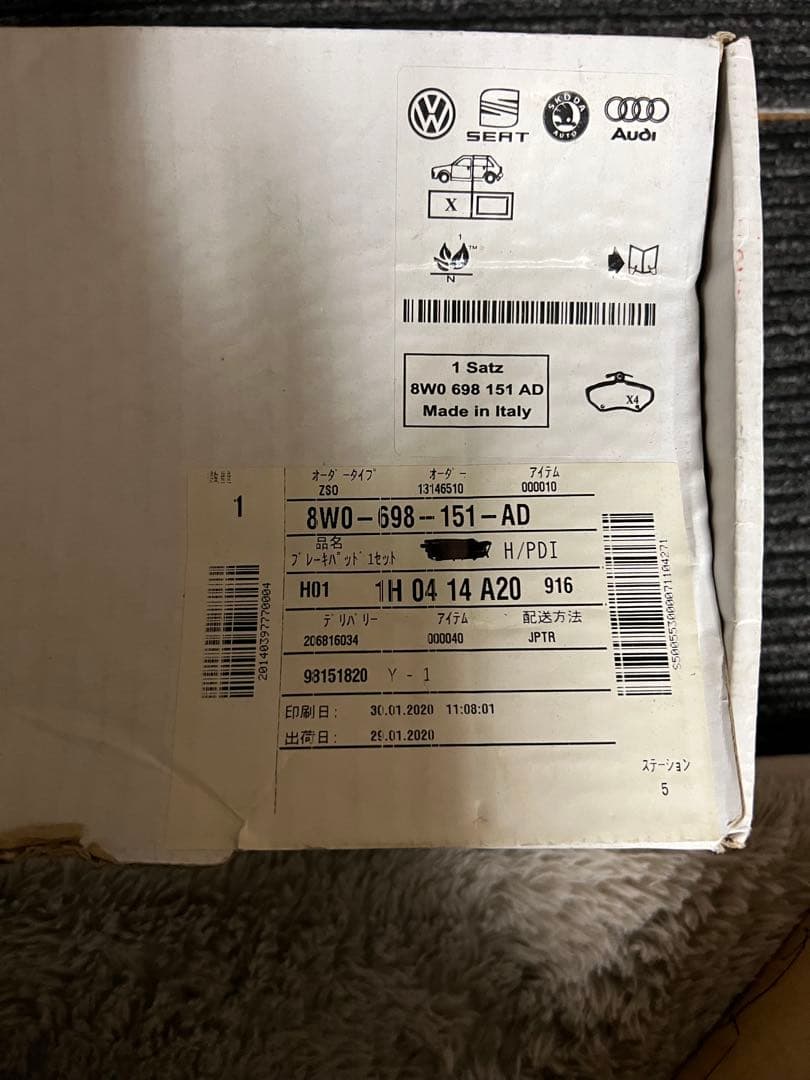 SEAT
SKODA
AUTO
Audi
X
1
TM
N
1 Satz
8W0 698 151 AD
Made in Italy
X4
オーダータイプ オーダー アイテム
1 ZSO 13146510 000010
8W0-698-151-AD
品名
ブレーキパッド 1セット H/PDI
H01 1H 04 14 A20 916
デリバリー アイテム 配送方法
206816034 000040 JPTR
98151820 Y - 1
印刷日: 30.01.2020 11:08:01
出荷日: 29.01.2020
ステーション
5
20140397770004